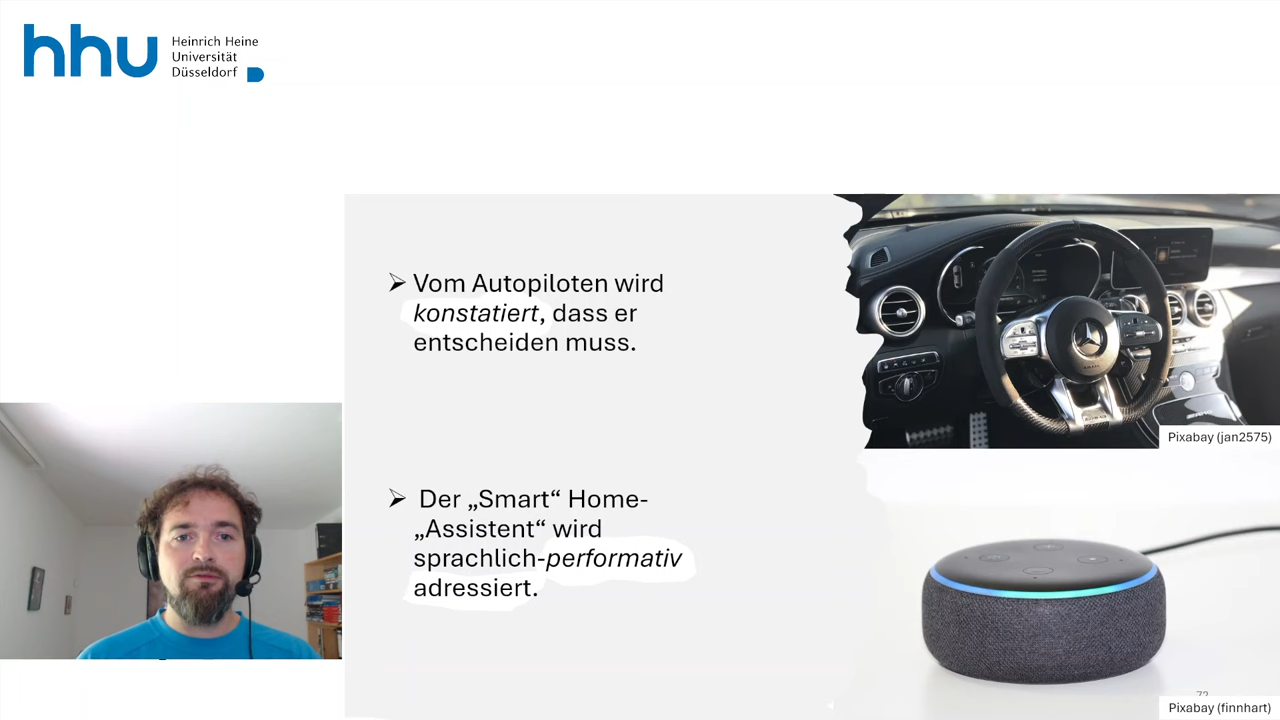 hhu
Heinrich Heine
Universität
Düsseldorf
➢ Vom Autopiloten wird
konstatiert, dass er
entscheiden muss.
➢ Der „Smart“ Home-
„Assistent“ wird
sprachlich-performativ
adressiert.
Pixabay (jan2575)
Pixabay (finnhart)